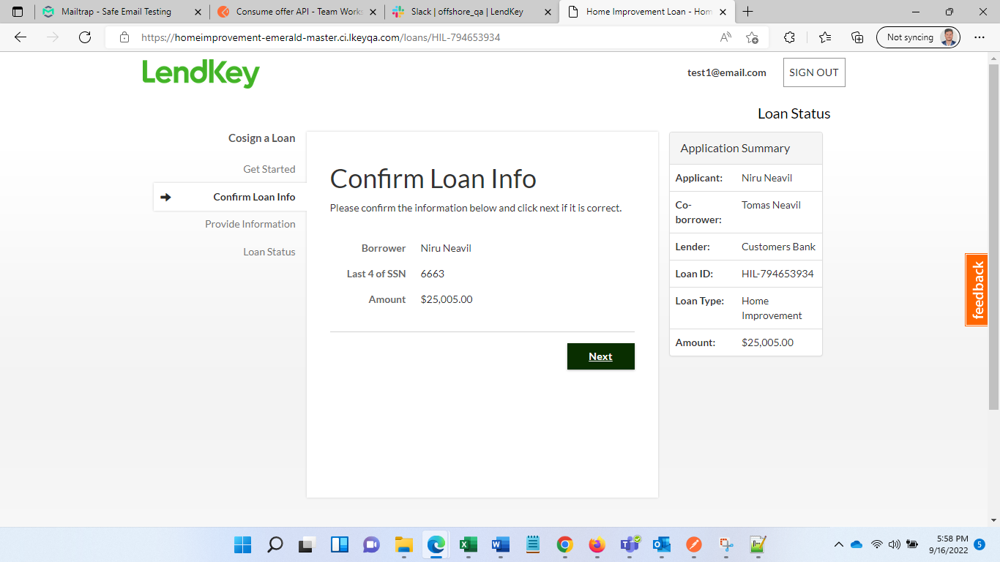 Mailtrap - Safe Email Testing
Consume offer API - Team Works
Slack | offshore_qa | LendKey
Home Improvement Loan - Hom
https://homeimprovement-emerald-master.ci.lkeyqa.com/loans/HIL-794653934
Not syncing
LendKey
test1@email.com
SIGN OUT
Loan Status
Cosign a Loan
Get Started
Confirm Loan Info
Provide Information
Loan Status
Confirm Loan Info
Please confirm the information below and click next if it is correct.
Borrower Niru Neavil
Last 4 of SSN 6663
Amount $25,005.00
Next
Application Summary
Applicant: Niru Neavil
Co- Tomas Neavil
borrower:
Lender: Customers Bank
Loan ID: HIL-794653934
Loan Type: Home
Improvement
Amount: $25,005.00
feedback
5:58 PM
9/16/2022
5